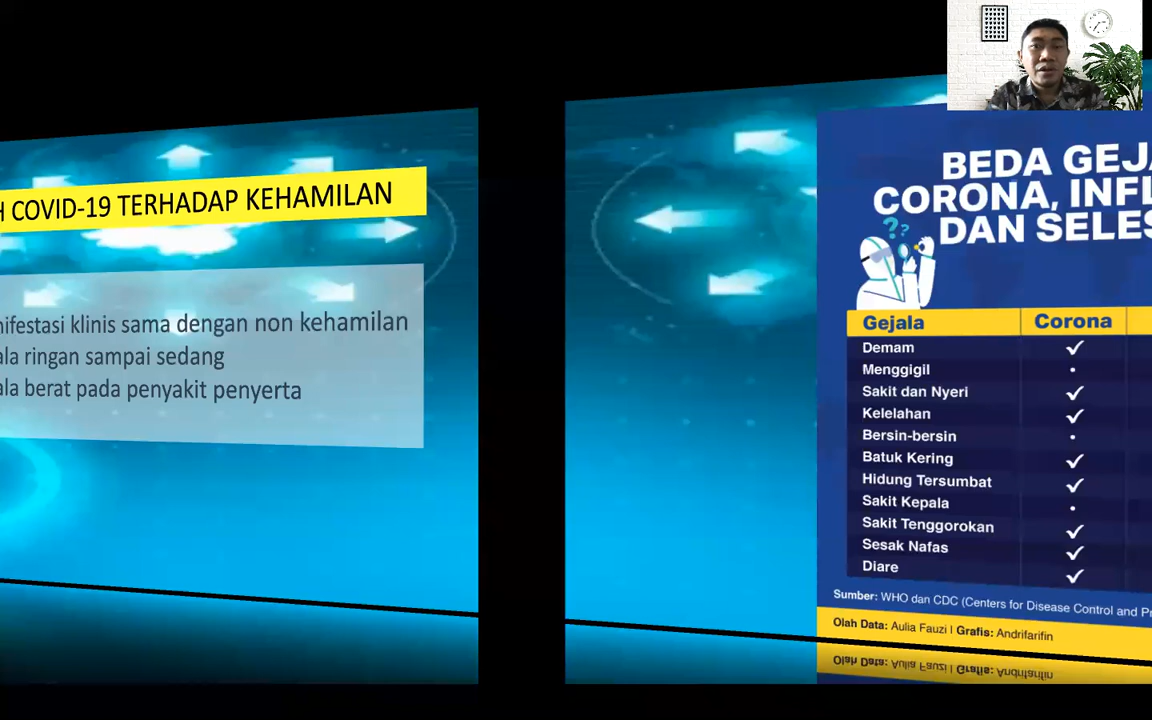 H COVID-19 TERHADAP KEHAMILAN
nifestasi klinis sama dengan non kehamilan
ala ringan sampai sedang
ala berat pada penyakit penyerta
BEDA GEJA
CORONA, INFL
DAN SELES
??
Gejala Corona
Demam ✓
Menggigil •
Sakit dan Nyeri ✓
Kelelahan ✓
Bersin-bersin •
Batuk Kering ✓
Hidung Tersumbat ✓
Sakit Kepala •
Sakit Tenggorokan ✓
Sesak Nafas ✓
Diare ✓
Sumber: WHO dan CDC (Centers for Disease Control and Pr
Olah Data: Aulia Fauzi | Grafis: Andrifarifin